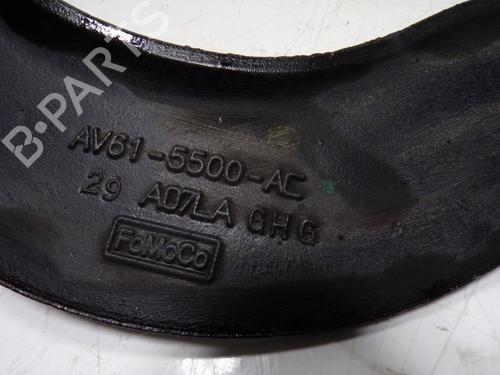 B-PARTS
AV61-5500-AC
29 A07LA GHG
FoMoCo